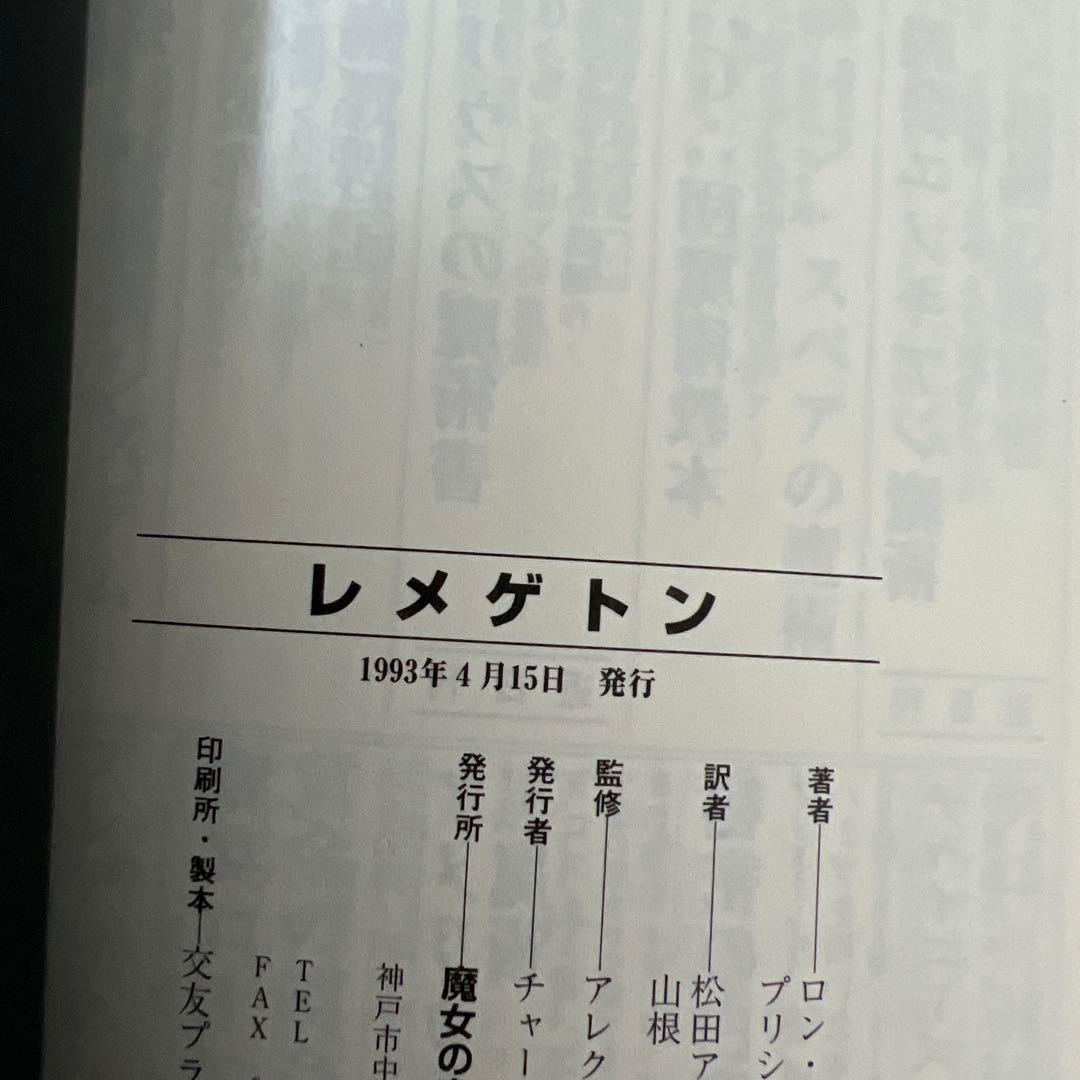 レメゲトン
1993年4月15日 発行
著者 ロン・
プリシ
訳者 松田ア
山根
監修 アレク
発行者 チャー
発行所 魔女の
神戸市中
TEL
FAX
印刷所・製本 交友プラ